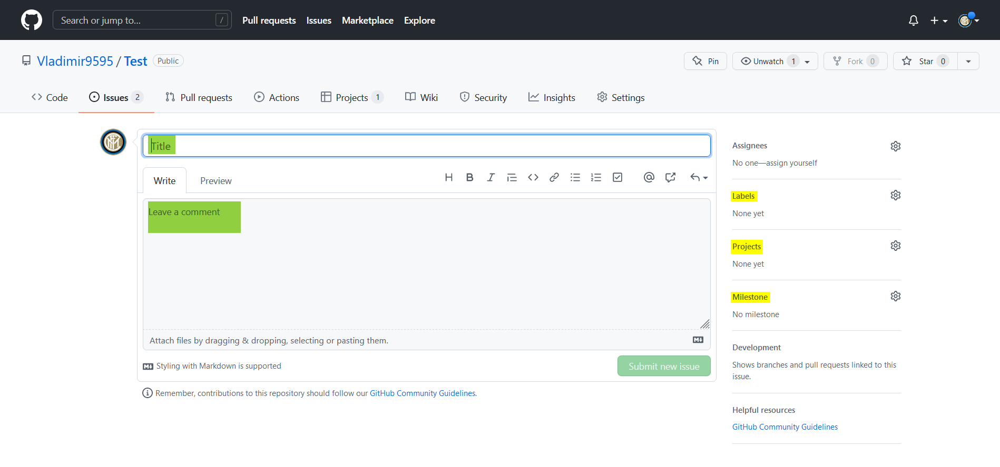 Search or jump to... /
Pull requests Issues Marketplace Explore
Vladimir9595 / Test Public
Pin Unwatch 1 Fork 0 Star 0
Code Issues 2 Pull requests Actions Projects 1 Wiki Security Insights Settings
Title
Write Preview
Leave a comment
Attach files by dragging & dropping, selecting or pasting them.
Styling with Markdown is supported
Submit new issue
Remember, contributions to this repository should follow our GitHub Community Guidelines.
Assignees
No one—assign yourself
Labels
None yet
Projects
None yet
Milestone
No milestone
Development
Shows branches and pull requests linked to this
issue.
Helpful resources
GitHub Community Guidelines